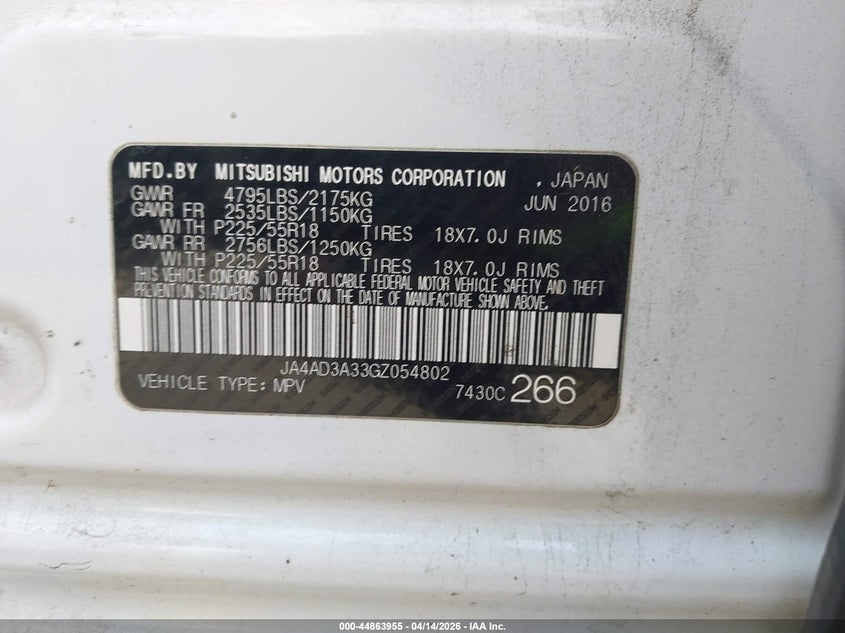 MFD.BY MITSUBISHI MOTORS CORPORATION , JAPAN
GVWR 4795LBS/2175KG JUN 2016
GAWR FR 2535LBS/1150KG
WITH P225/55R18 TIRES 18X7.0J RIMS
GAWR RR 2756LBS/1250KG
WITH P225/55R18 TIRES 18X7.0J RIMS
THIS VEHICLE CONFORMS TO ALL APPLICABLE FEDERAL MOTOR VEHICLE SAFETY AND THEFT
PREVENTION STANDARDS IN EFFECT ON THE DATE OF MANUFACTURE SHOWN ABOVE.
JA4AD3A33GZ054802
VEHICLE TYPE: MPV 7430C 266
000-44863955 | 04/14/2026 | IAA Inc.